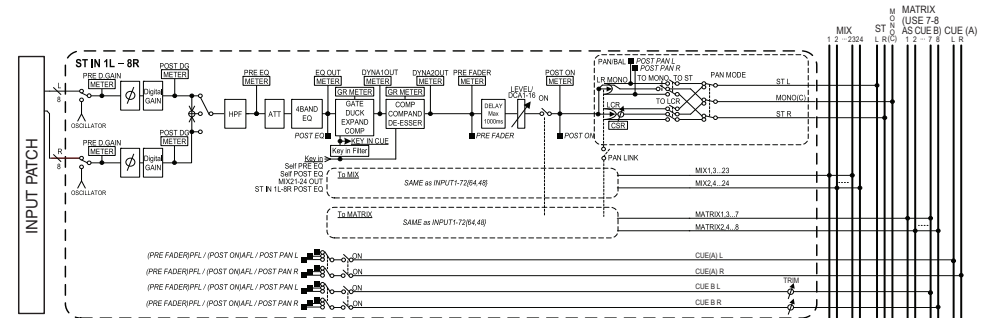 MIX
1 2 ··· 23 24
ST
L R
MONO(C)
MATRIX
(USE 7-8
AS CUE B)
1 2 ··· 7 8
CUE (A)
L R
INPUT PATCH
ST IN 1L – 8R
L
8
PRE D.GAIN
METER
OSCILLATOR
Ø
Digital
GAIN
POST DG
METER
R
8
PRE D.GAIN
METER
OSCILLATOR
Ø
Digital
GAIN
POST DG
METER
HPF
PRE EQ
METER
ATT
4BAND
EQ
EQ OUT
METER
POST EQ
DYNA1OUT
METER
GR METER
GATE
DUCK
EXPAND
COMP
KEY IN CUE
Key in Filter
Key in
Self PRE EQ
Self POST EQ
MIX21-24 OUT
ST IN 1L-8R POST EQ
DYNA2OUT
METER
GR METER
COMP
COMPAND
DE-ESSER
PRE FADER
METER
PRE FADER
DELAY
Max
1000ms
LEVEL/
DCA1-16
ON
POST ON
METER
POST ON
PAN/BAL
POST PAN L
POST PAN R
LR MONO
TO MONO
TO ST
PAN MODE
LCR
TO LCR
CSR
PAN LINK
ST L
MONO(C)
ST R
To MIX
SAME as INPUT1-72{64,48}
MIX1,3...23
MIX2,4...24
To MATRIX
SAME as INPUT1-72{64,48}
MATRIX1,3...7
MATRIX2,4...8
(PRE FADER)PFL / (POST ON)AFL / POST PAN L
ON
CUE(A) L
(PRE FADER)PFL / (POST ON)AFL / POST PAN R
ON
CUE(A) R
(PRE FADER)PFL / (POST ON)AFL / POST PAN L
ON
CUE B L
TRIM
(PRE FADER)PFL / (POST ON)AFL / POST PAN R
ON
CUE B R